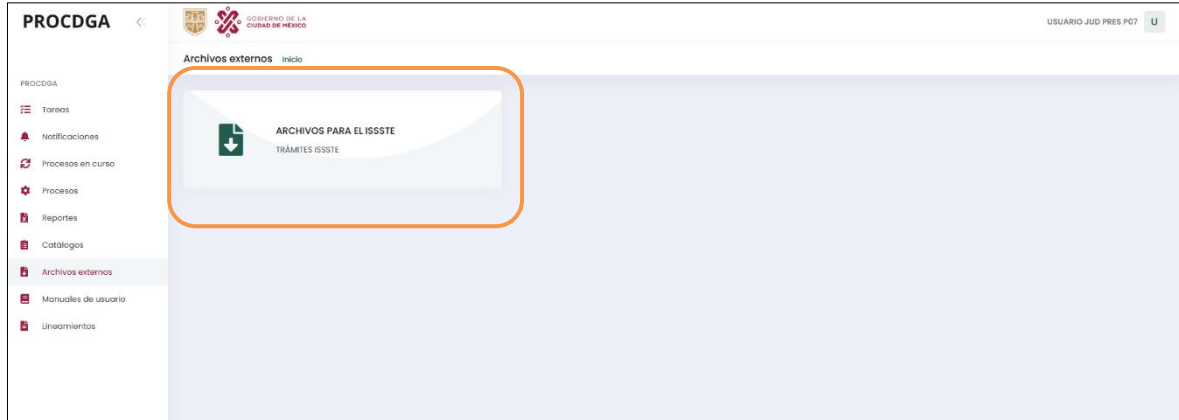 PROCDGA
GOBIERNO DE LA
CIUDAD DE MÉXICO
USUARIO JUD PRES P07 U
Archivos externos Inicio
PROCDGA
Tareas
Notificaciones
Procesos en curso
Procesos
Reportes
Catálogos
Archivos externos
Manuales de usuario
Lineamientos
ARCHIVOS PARA EL ISSSTE
TRÁMITES ISSSTE